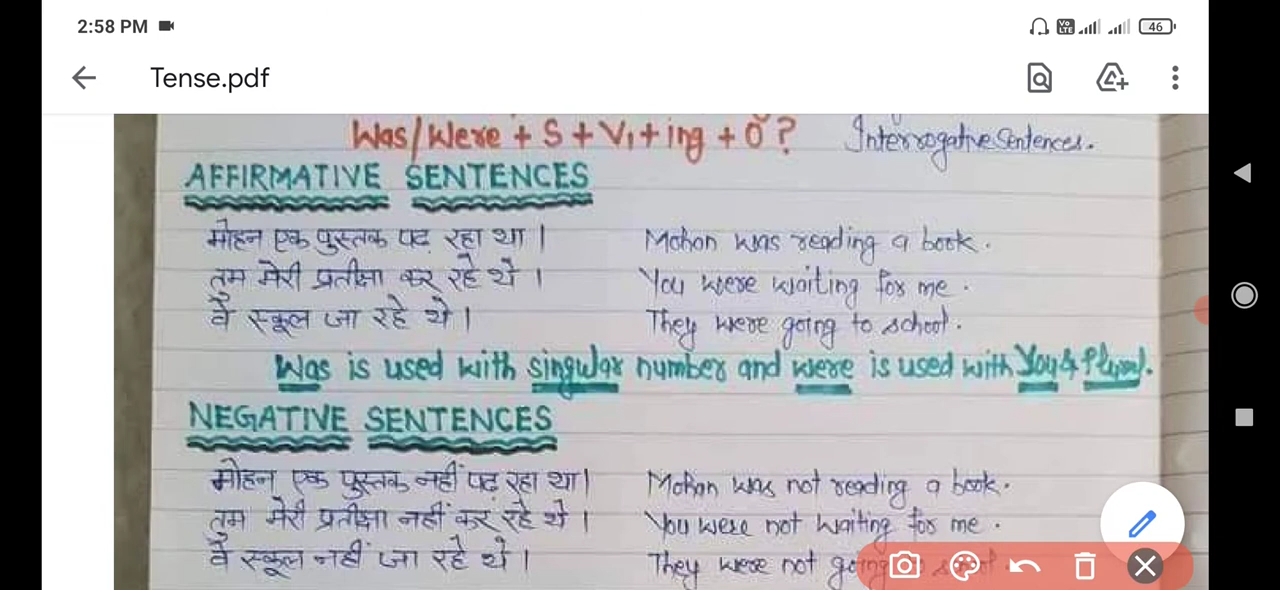 2:58 PM
46
Tense.pdf
Was/Were + S + V₁ + ing + O ? Interrogative Sentences.
AFFIRMATIVE SENTENCES
मोहन एक पुस्तक पढ़ रहा था । Mohan was reading a book .
तुम मेरी प्रतीक्षा कर रहे थे । You were waiting for me .
वे स्कूल जा रहे थे । They were going to school .
Was is used with singular number and were is used with You & Plural.
NEGATIVE SENTENCES
मोहन एक पुस्तक नहीं पढ़ रहा था। Mohan was not reading a book .
तुम मेरी प्रतीक्षा नहीं कर रहे थे । You were not waiting for me .
वे स्कूल नहीं जा रहे थे । They were not going